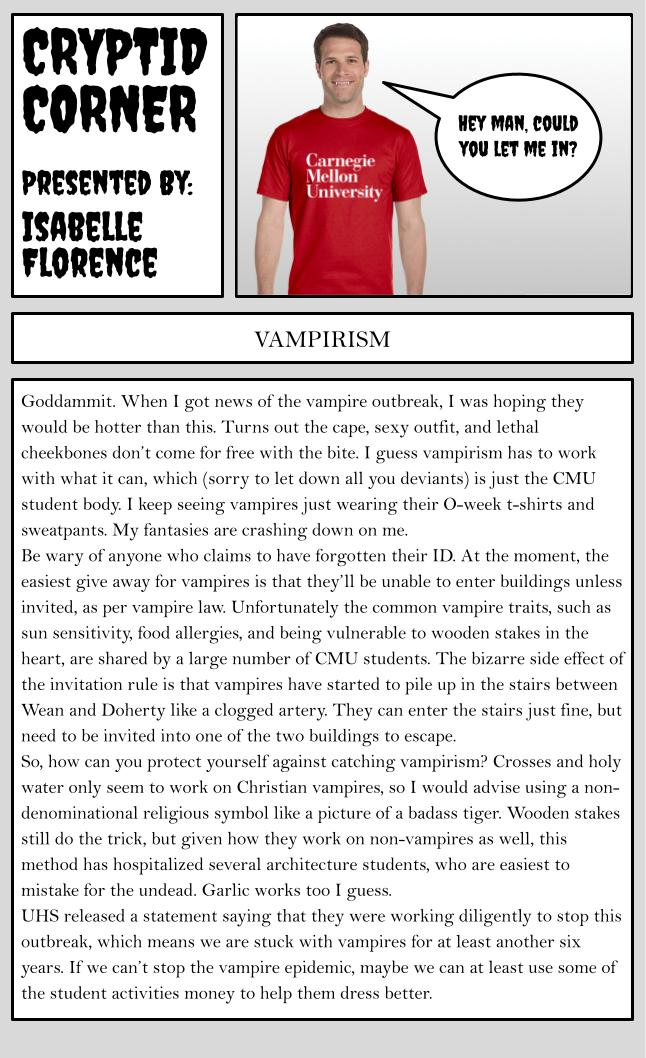 CRYPTID
CORNER
PRESENTED BY:
ISABELLE
FLORENCE
Carnegie
Mellon
University
HEY MAN, COULD
YOU LET ME IN?
VAMPIRISM
Goddammit. When I got news of the vampire outbreak, I was hoping they
would be hotter than this. Turns out the cape, sexy outfit, and lethal
cheekbones don't come for free with the bite. I guess vampirism has to work
with what it can, which (sorry to let down all you deviants) is just the CMU
student body. I keep seeing vampires just wearing their O-week t-shirts and
sweatpants. My fantasies are crashing down on me.
Be wary of anyone who claims to have forgotten their ID. At the moment, the
easiest give away for vampires is that they'll be unable to enter buildings unless
invited, as per vampire law. Unfortunately the common vampire traits, such as
sun sensitivity, food allergies, and being vulnerable to wooden stakes in the
heart, are shared by a large number of CMU students. The bizarre side effect of
the invitation rule is that vampires have started to pile up in the stairs between
Wean and Doherty like a clogged artery. They can enter the stairs just fine, but
need to be invited into one of the two buildings to escape.
So, how can you protect yourself against catching vampirism? Crosses and holy
water only seem to work on Christian vampires, so I would advise using a non-
denominational religious symbol like a picture of a badass tiger. Wooden stakes
still do the trick, but given how they work on non-vampires as well, this
method has hospitalized several architecture students, who are easiest to
mistake for the undead. Garlic works too I guess.
UHS released a statement saying that they were working diligently to stop this
outbreak, which means we are stuck with vampires for at least another six
years. If we can't stop the vampire epidemic, maybe we can at least use some of
the student activities money to help them dress better.